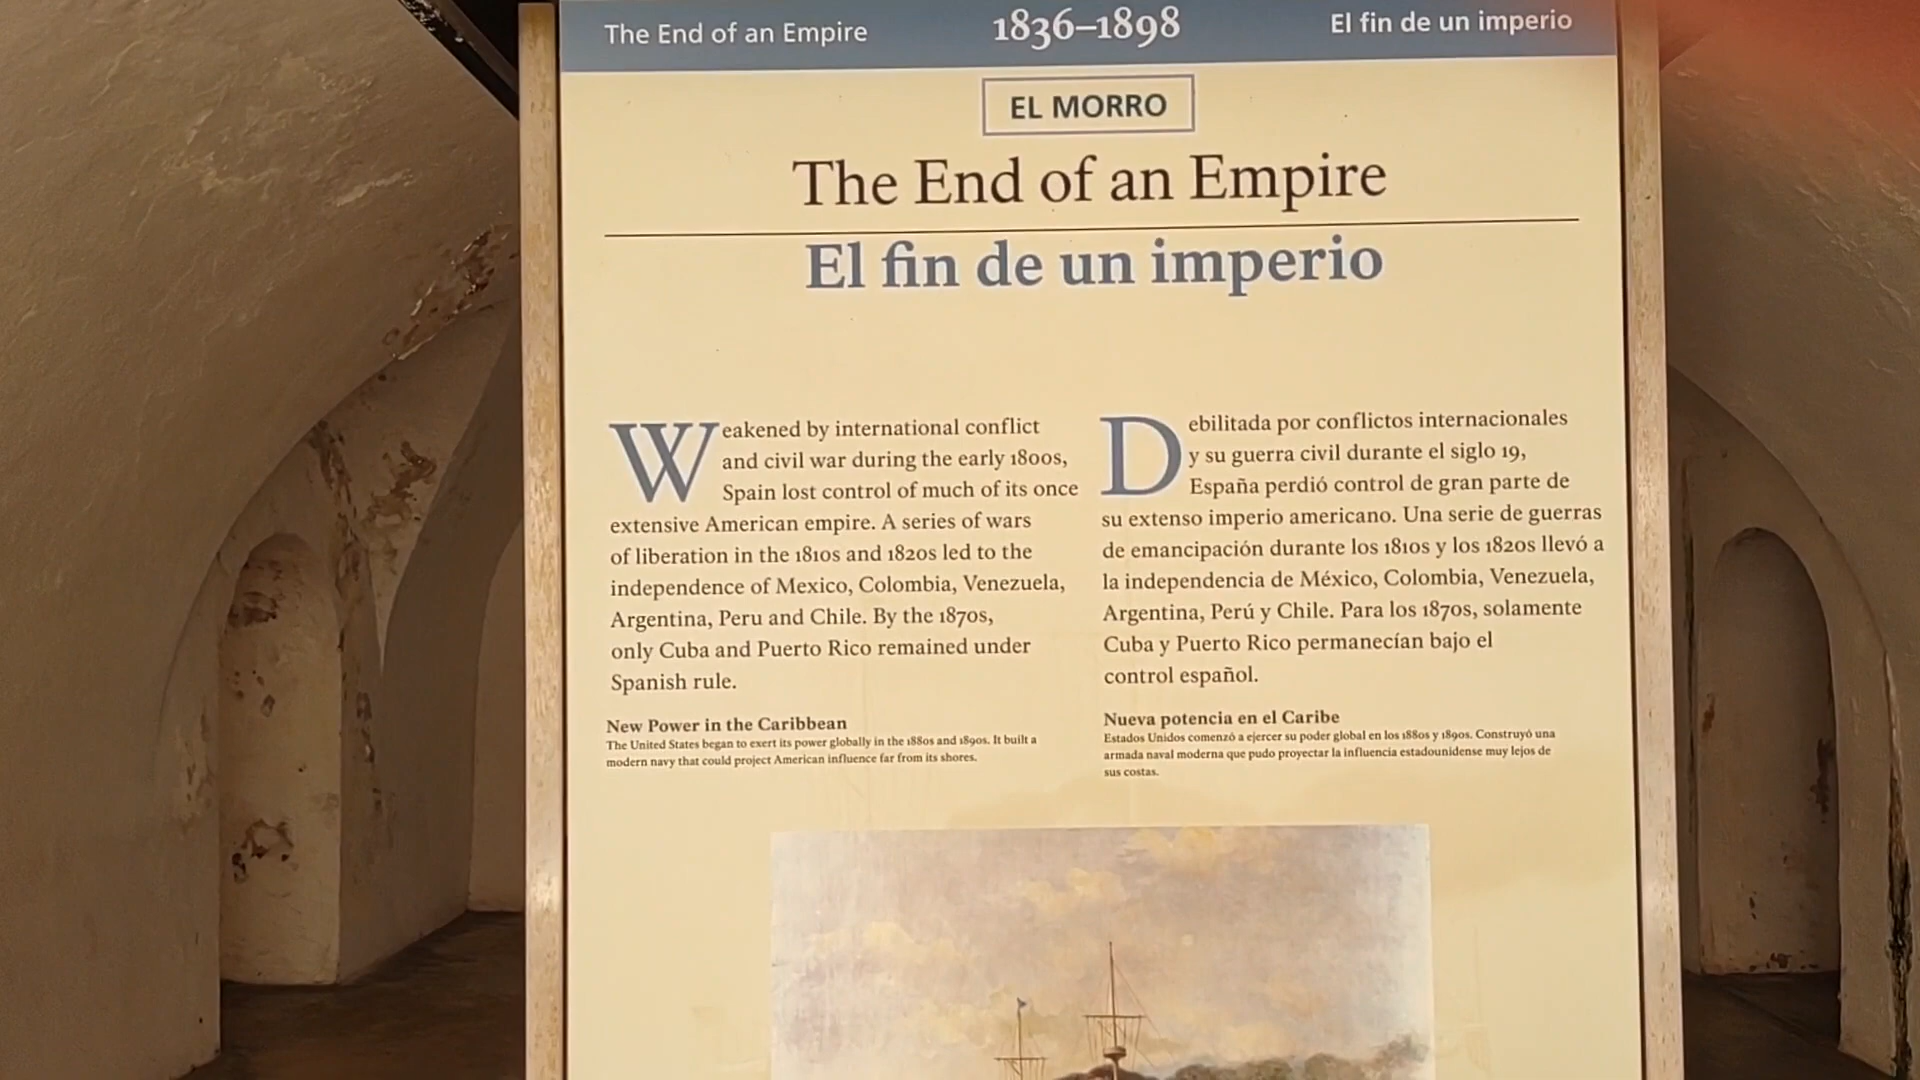 The End of an Empire
1836–1898
El fin de un imperio
EL MORRO
The End of an Empire
El fin de un imperio
Weakened by international conflict
and civil war during the early 1800s,
Spain lost control of much of its once
extensive American empire. A series of wars
of liberation in the 1810s and 1820s led to the
independence of Mexico, Colombia, Venezuela,
Argentina, Peru and Chile. By the 1870s,
only Cuba and Puerto Rico remained under
Spanish rule.
New Power in the Caribbean
The United States began to exert its power globally in the 1880s and 1890s. It built a
modern navy that could project American influence far from its shores.
Debilitada por conflictos internacionales
y su guerra civil durante el siglo 19,
España perdió control de gran parte de
su extenso imperio americano. Una serie de guerras
de emancipación durante los 1810s y los 1820s llevó a
la independencia de México, Colombia, Venezuela,
Argentina, Perú y Chile. Para los 1870s, solamente
Cuba y Puerto Rico permanecían bajo el
control español.
Nueva potencia en el Caribe
Estados Unidos comenzó a ejercer su poder global en los 1880s y 1890s. Construyó una
armada naval moderna que pudo proyectar la influencia estadounidense muy lejos de
sus costas.